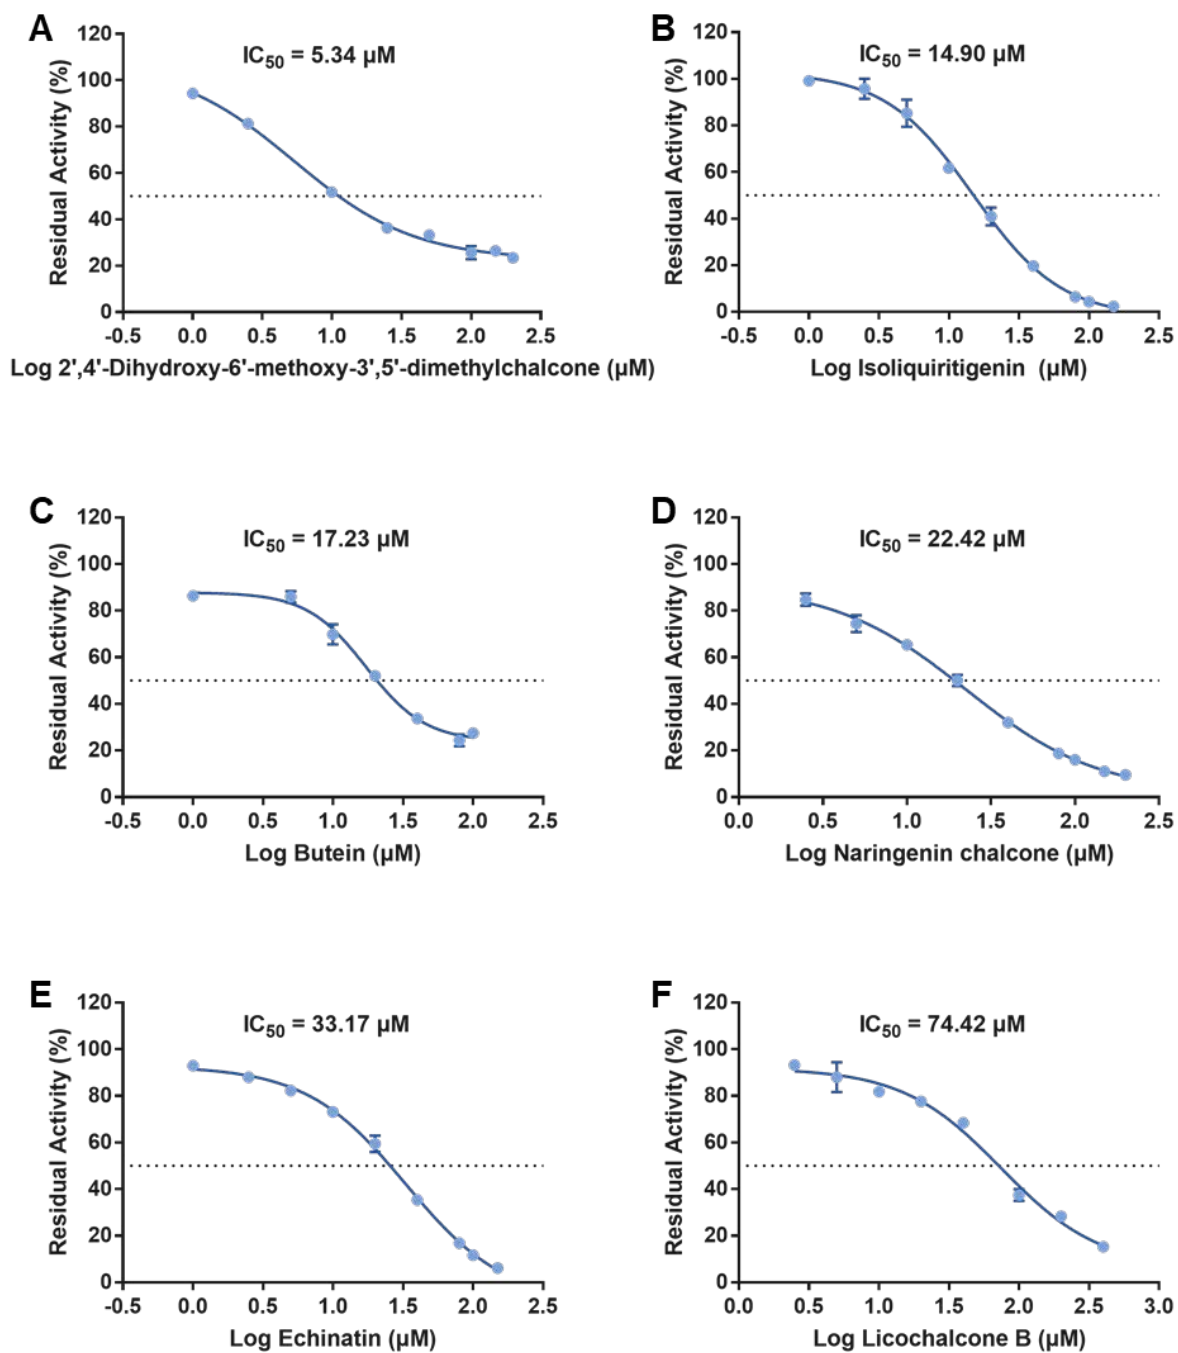 A
IC50 = 5.34 µM
Residual Activity (%)
120
100
80
60
40
20
0
-0.5 0.0 0.5 1.0 1.5 2.0 2.5
Log 2',4'-Dihydroxy-6'-methoxy-3',5'-dimethylchalcone (µM)
B
IC50 = 14.90 µM
Residual Activity (%)
120
100
80
60
40
20
0
-0.5 0.0 0.5 1.0 1.5 2.0 2.5
Log Isoliquiritigenin (µM)
C
IC50 = 17.23 µM
Residual Activity (%)
120
100
80
60
40
20
0
-0.5 0.0 0.5 1.0 1.5 2.0 2.5
Log Butein (µM)
D
IC50 = 22.42 µM
Residual Activity (%)
120
100
80
60
40
20
0
0.0 0.5 1.0 1.5 2.0 2.5
Log Naringenin chalcone (µM)
E
IC50 = 33.17 µM
Residual Activity (%)
120
100
80
60
40
20
0
-0.5 0.0 0.5 1.0 1.5 2.0 2.5
Log Echinatin (µM)
F
IC50 = 74.42 µM
Residual Activity (%)
120
100
80
60
40
20
0
0.0 0.5 1.0 1.5 2.0 2.5 3.0
Log Licochalcone B (µM)